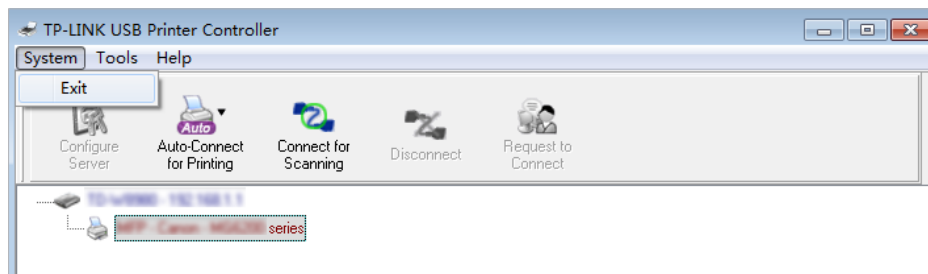 TP-LINK USB Printer Controller
System Tools Help
Exit
Configure Server
Auto
Auto-Connect for Printing
Connect for Scanning
Disconnect
Request to Connect
series